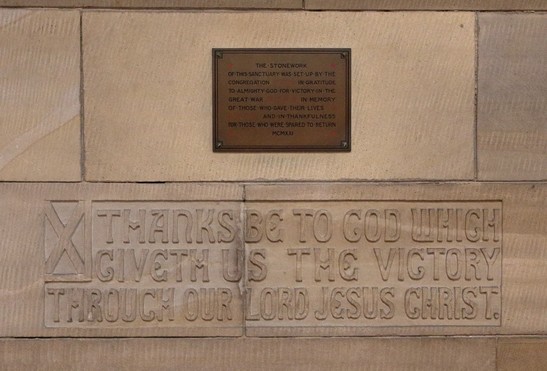 THE STONEWORK
OF THIS SANCTUARY WAS SET UP BY THE
CONGREGATION IN GRATITUDE
TO ALMIGHTY GOD FOR VICTORY IN THE
GREAT WAR IN MEMORY
OF THOSE WHO GAVE THEIR LIVES
AND IN THANKFULNESS
FOR THOSE WHO WERE SPARED TO RETURN
X THANKS BE TO GOD WHICH
GIVETH US THE VICTORY
THROUGH OUR LORD JESUS CHRIST.